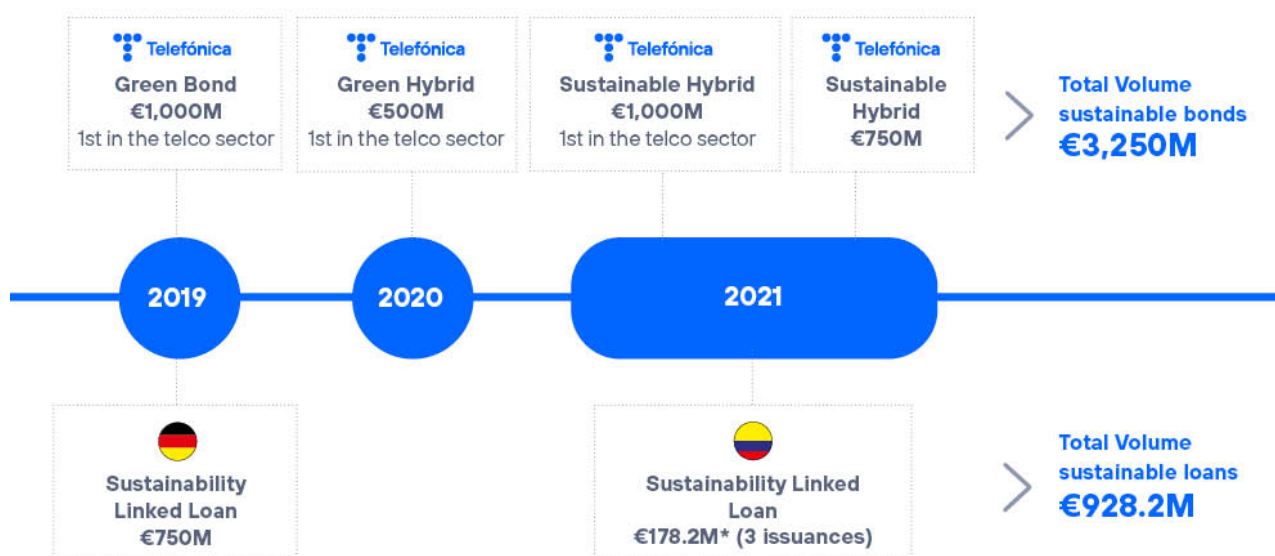 Telefónica
Green Bond
€1,000M
1st in the telco sector
Telefónica
Green Hybrid
€500M
1st in the telco sector
Telefónica
Sustainable Hybrid
€1,000M
1st in the telco sector
Telefónica
Sustainable
Hybrid
€750M
Total Volume
sustainable bonds
€3,250M
2019
2020
2021
Sustainability
Linked Loan
€750M
Sustainability Linked
Loan
€178.2M* (3 issuances)
Total Volume
sustainable loans
€928.2M